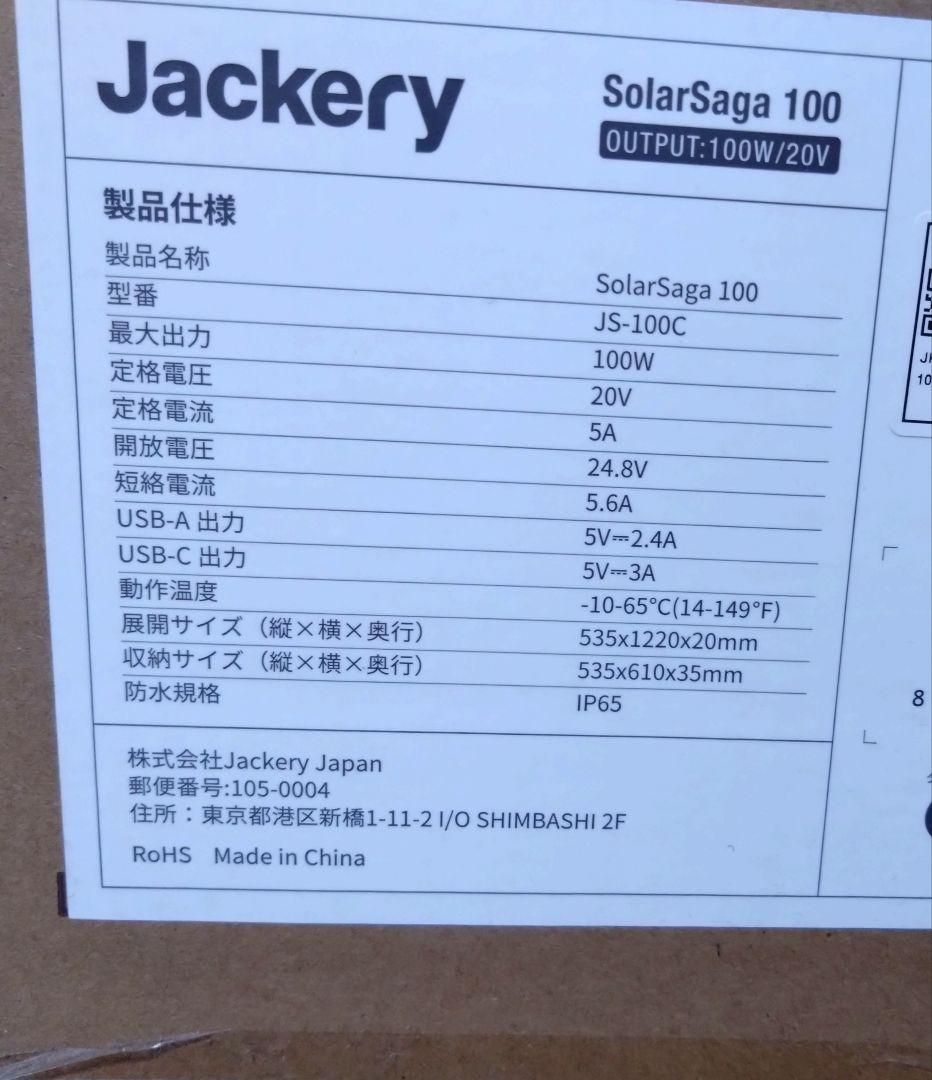 Jackery
SolarSaga 100
OUTPUT:100W/20V
製品仕様
製品名称 SolarSaga 100
型番 JS-100C
最大出力 100W
定格電圧 20V
定格電流 5A
開放電圧 24.8V
短絡電流 5.6A
USB-A 出力 5V⎓2.4A
USB-C 出力 5V⎓3A
動作温度 -10-65°C(14-149°F)
展開サイズ（縦×横×奥行） 535x1220x20mm
収納サイズ（縦×横×奥行） 535x610x35mm
防水規格 IP65
株式会社Jackery Japan
郵便番号:105-0004
住所：東京都港区新橋1-11-2 I/O SHIMBASHI 2F
RoHS Made in China
10
8